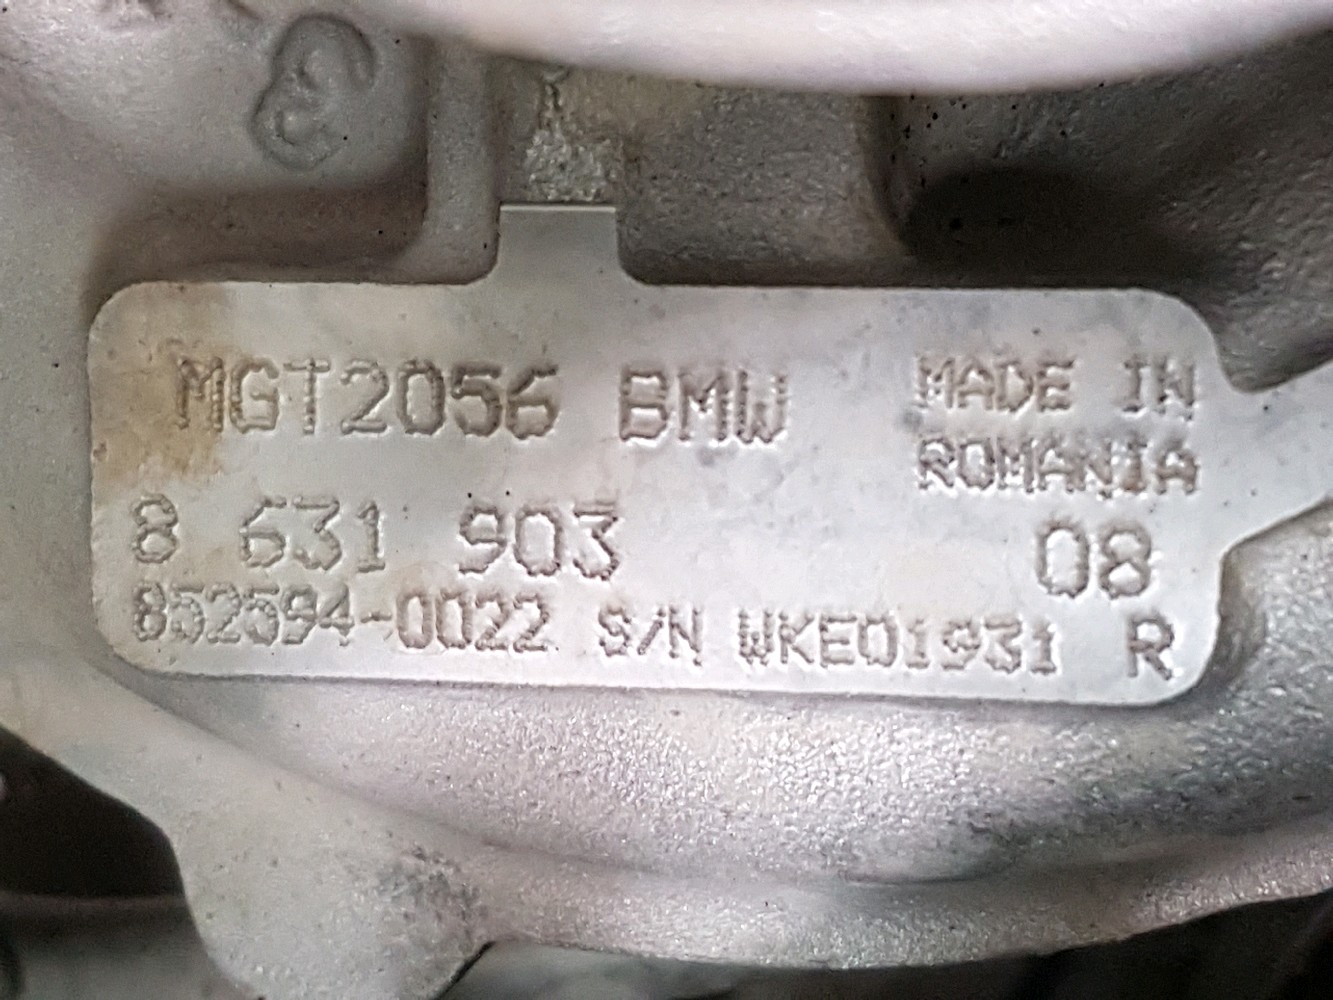 MGT2056 BMW MADE IN
ROMANIA
8 631 903 08
852594-0022 S/N WKE01931 R